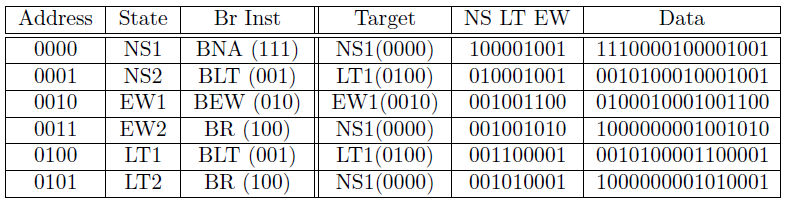 Address State Br Inst Target NS LT EW Data
0000 NS1 BNA (111) NS1(0000) 100001001 1110000100001001
0001 NS2 BLT (001) LT1(0100) 010001001 0010100010001001
0010 EW1 BEW (010) EW1(0010) 001001100 0100010001001100
0011 EW2 BR (100) NS1(0000) 001001010 1000000001001010
0100 LT1 BLT (001) LT1(0100) 001100001 0010100001100001
0101 LT2 BR (100) NS1(0000) 001010001 1000000001010001